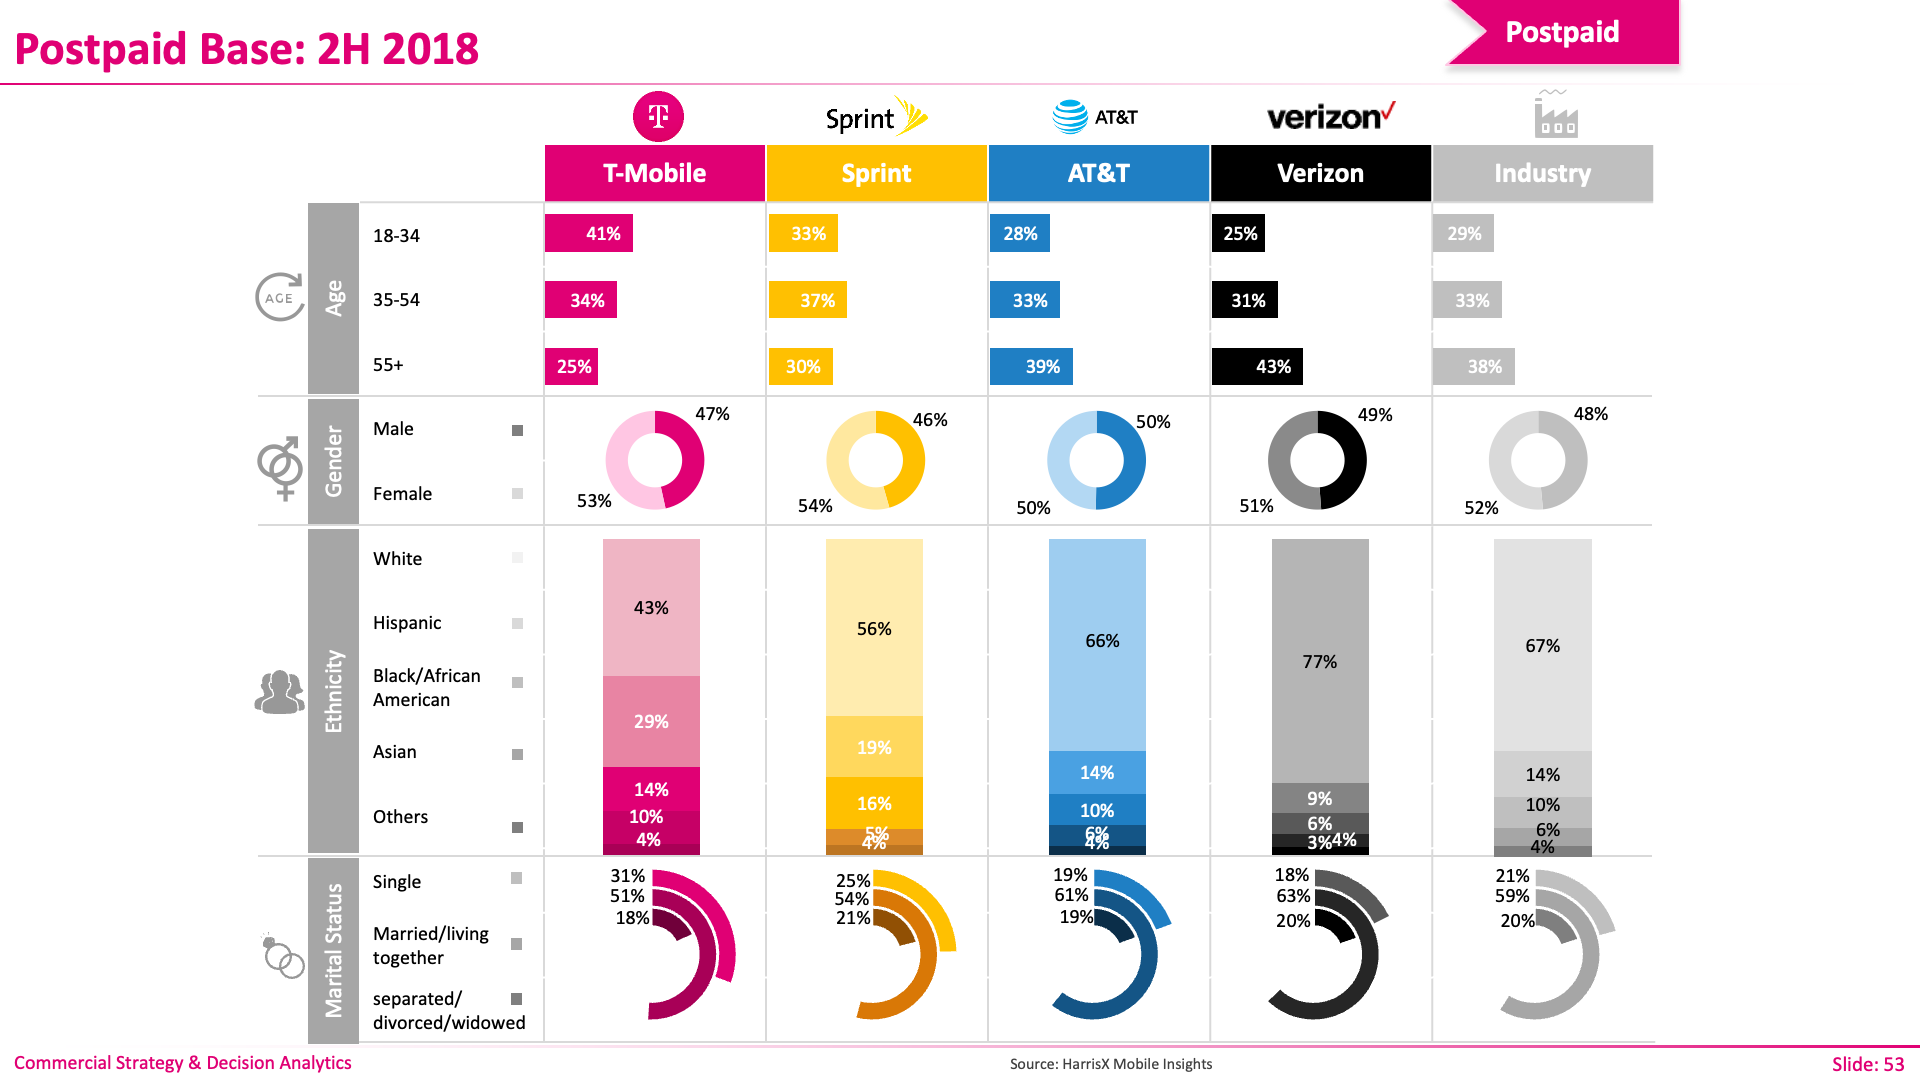 Postpaid Base: 2H 2018
Postpaid
T
Sprint
AT&T
verizon✓
T-Mobile
Sprint
AT&T
Verizon
Industry
AGE
Age
18-34
41%
33%
28%
25%
29%
35-54
34%
37%
33%
31%
33%
55+
25%
30%
39%
43%
38%
Gender
Male
Female
47%
53%
46%
54%
50%
50%
49%
51%
48%
52%
Ethnicity
White
Hispanic
Black/African
American
Asian
Others
43%
29%
14%
10%
4%
56%
19%
16%
5%
4%
66%
14%
10%
6%
4%
77%
9%
6%
3%
4%
67%
14%
10%
6%
4%
Marital Status
Single
Married/living
together
separated/
divorced/widowed
31%
51%
18%
25%
54%
21%
19%
61%
19%
18%
63%
20%
21%
59%
20%
Commercial Strategy & Decision Analytics
Source: HarrisX Mobile Insights
Slide: 53